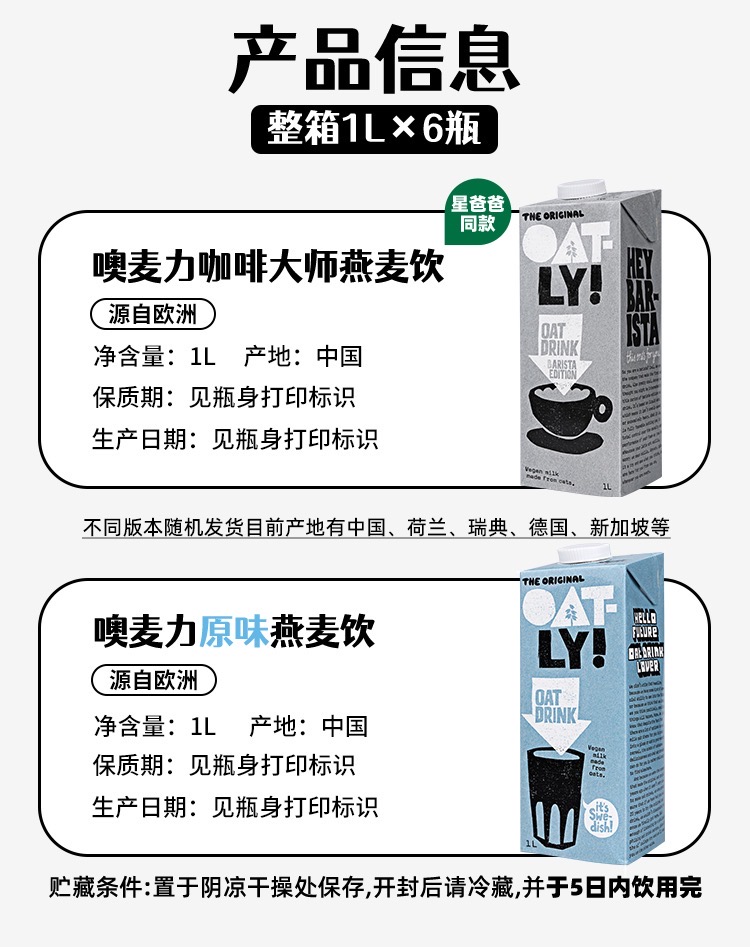 产品信息
整箱1L×6瓶
星爸爸
同款
噢麦力咖啡大师燕麦饮
源自欧洲
净含量：1L 产地：中国
保质期：见瓶身打印标识
生产日期：见瓶身打印标识
THE ORIGINAL
OAT-
LY!
OAT
DRINK
BARISTA
EDITION
Vegan milk
made from oats.
1L
HEY
BAR-
ISTA
不同版本随机发货目前产地有中国、荷兰、瑞典、德国、新加坡等
噢麦力原味燕麦饮
源自欧洲
净含量：1L 产地：中国
保质期：见瓶身打印标识
生产日期：见瓶身打印标识
THE ORIGINAL
OAT-
LY!
OAT
DRINK
Vegan
milk
made
from
oats.
it's
Swe-
dish!
1L
HELLO
FUTURE
OAT DRINK
LOVER
贮藏条件:置于阴凉干操处保存,开封后请冷藏,并于5日内饮用完